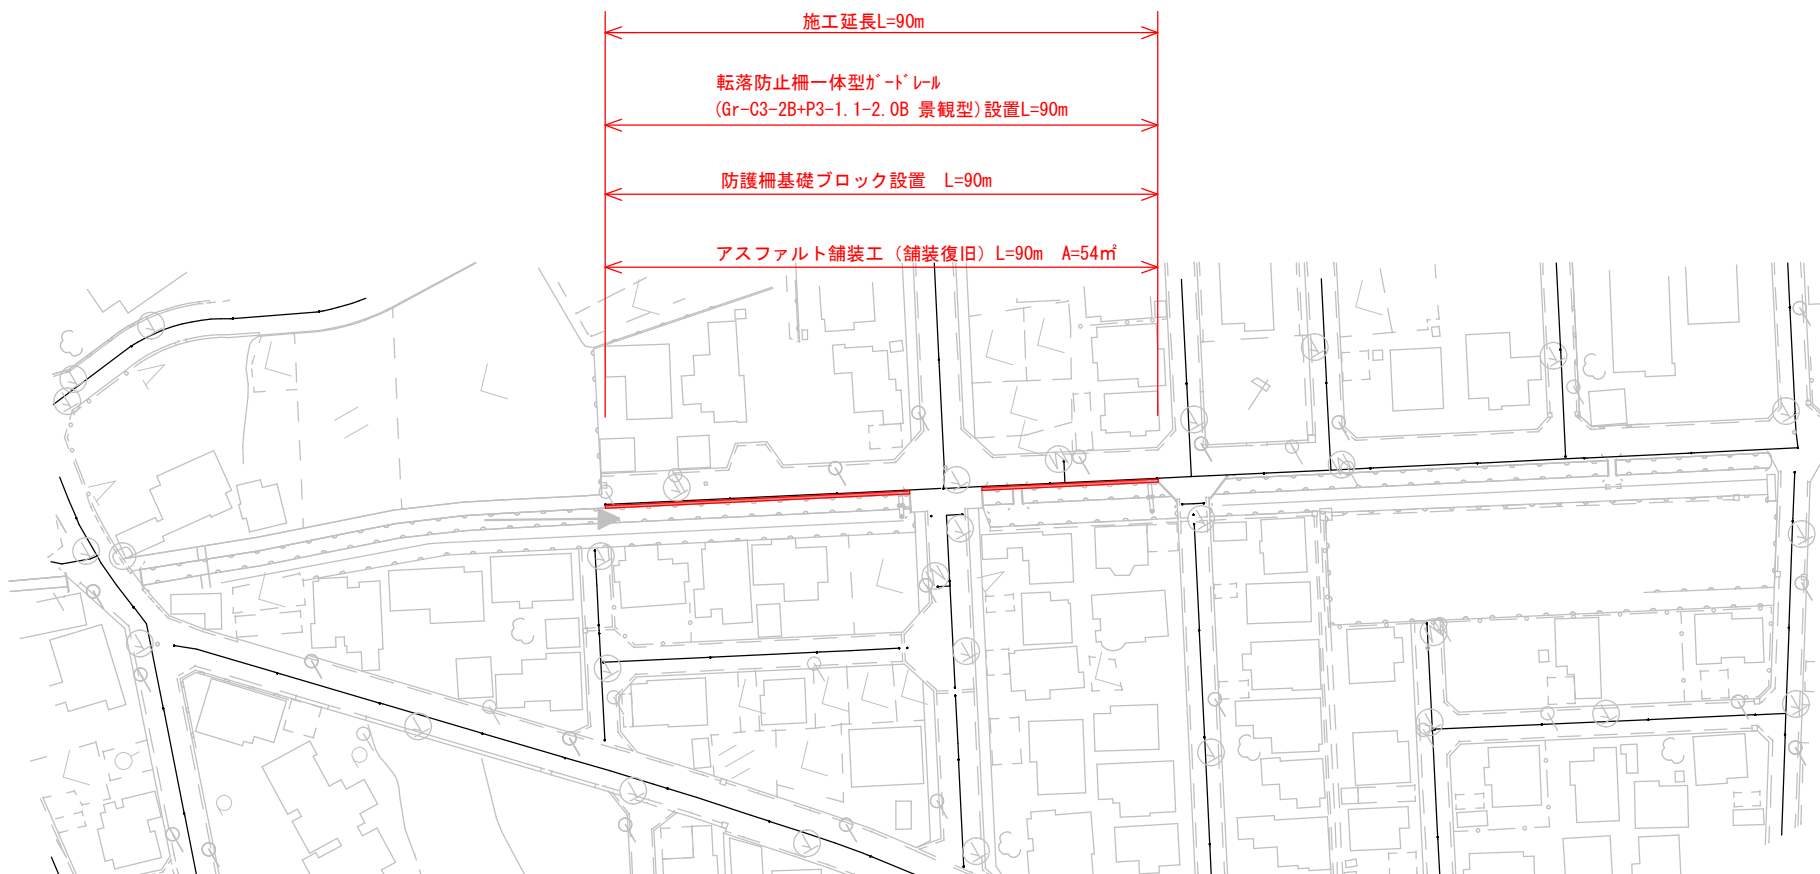 施工延長L=90m
転落防止柵一体型ｶﾞｰﾄﾞﾚｰﾙ
(Gr-C3-2B+P3-1.1-2.0B 景観型)設置L=90m
防護柵基礎ブロック設置　L=90m
アスファルト舗装工（舗装復旧）L=90m　A=54㎡